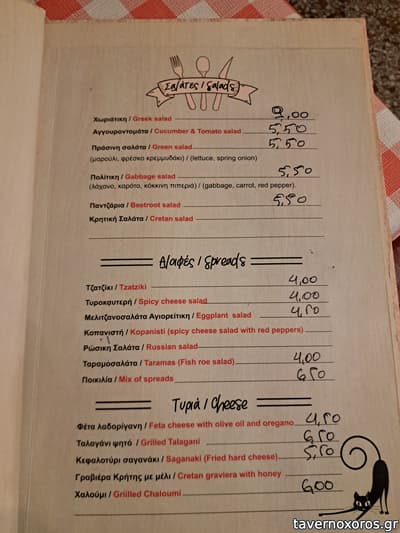 Σαλάτες / Salads
Χωριάτικη / Greek salad 9,00
Αγγουροντομάτα / Cucumber & Tomato salad 5,50
Πράσινη σαλάτα / Green salad 5,50
(μαρούλι, φρέσκο κρεμμυδάκι) / (lettuce, spring onion)
Πολίτικη / Gabbage salad 5,50
(λάχανο, καρότο, κόκκινη πιπεριά) / (gabbage, carrot, red pepper).
Παντζάρια / Beetroot salad 5,50
Κρητική Σαλάτα / Cretan salad
Αλοιφές / Spreads
Τζατζίκι / Tzatziki 4,00
Τυροκαυτερή / Spicy cheese salad 4,00
Μελιτζανοσαλάτα Αγιορείτικη / Eggplant salad 4,50
Κοπανιστή / Kopanisti (spicy cheese salad with red peppers)
Ρώσικη Σαλάτα / Russian salad
Ταραμοσαλάτα / Taramas (Fish roe salad) 4,00
Ποικιλία / Mix of spreads 6,50
Τυριά / Cheese
Φέτα λαδορίγανη / Feta cheese with olive oil and oregano 4,50
Ταλαγάνι ψητό / Grilled Talagani 6,50
Κεφαλοτύρι σαγανάκι / Saganaki (Fried hard cheese) 5,50
Γραβιέρα Κρήτης με μέλι / Cretan graviera with honey
Χαλούμι / Grilled Chaloumi 6,00
tavernoxoros.gr